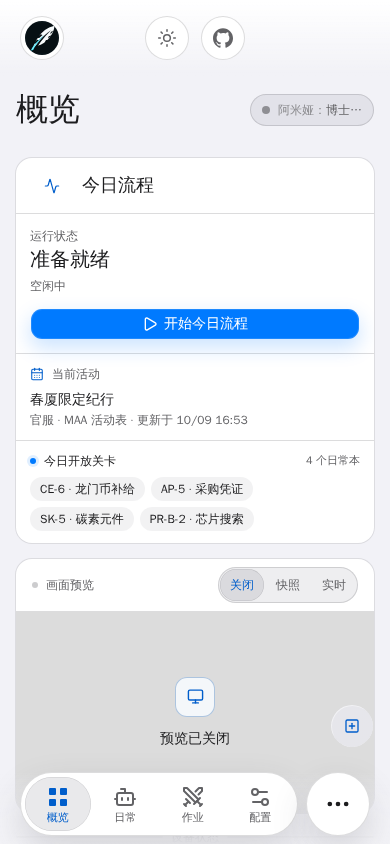 概览
阿米娅：博士…
今日流程
运行状态
准备就绪
空闲中
开始今日流程
当前活动
春厦限定纪行
官服 · MAA 活动表 · 更新于 10/09 16:53
今日开放关卡
4 个日常本
CE-6 · 龙门币补给
AP-5 · 采购凭证
SK-5 · 碳素元件
PR-B-2 · 芯片搜索
画面预览
关闭
快照
实时
预览已关闭
概览
日常
作业
配置